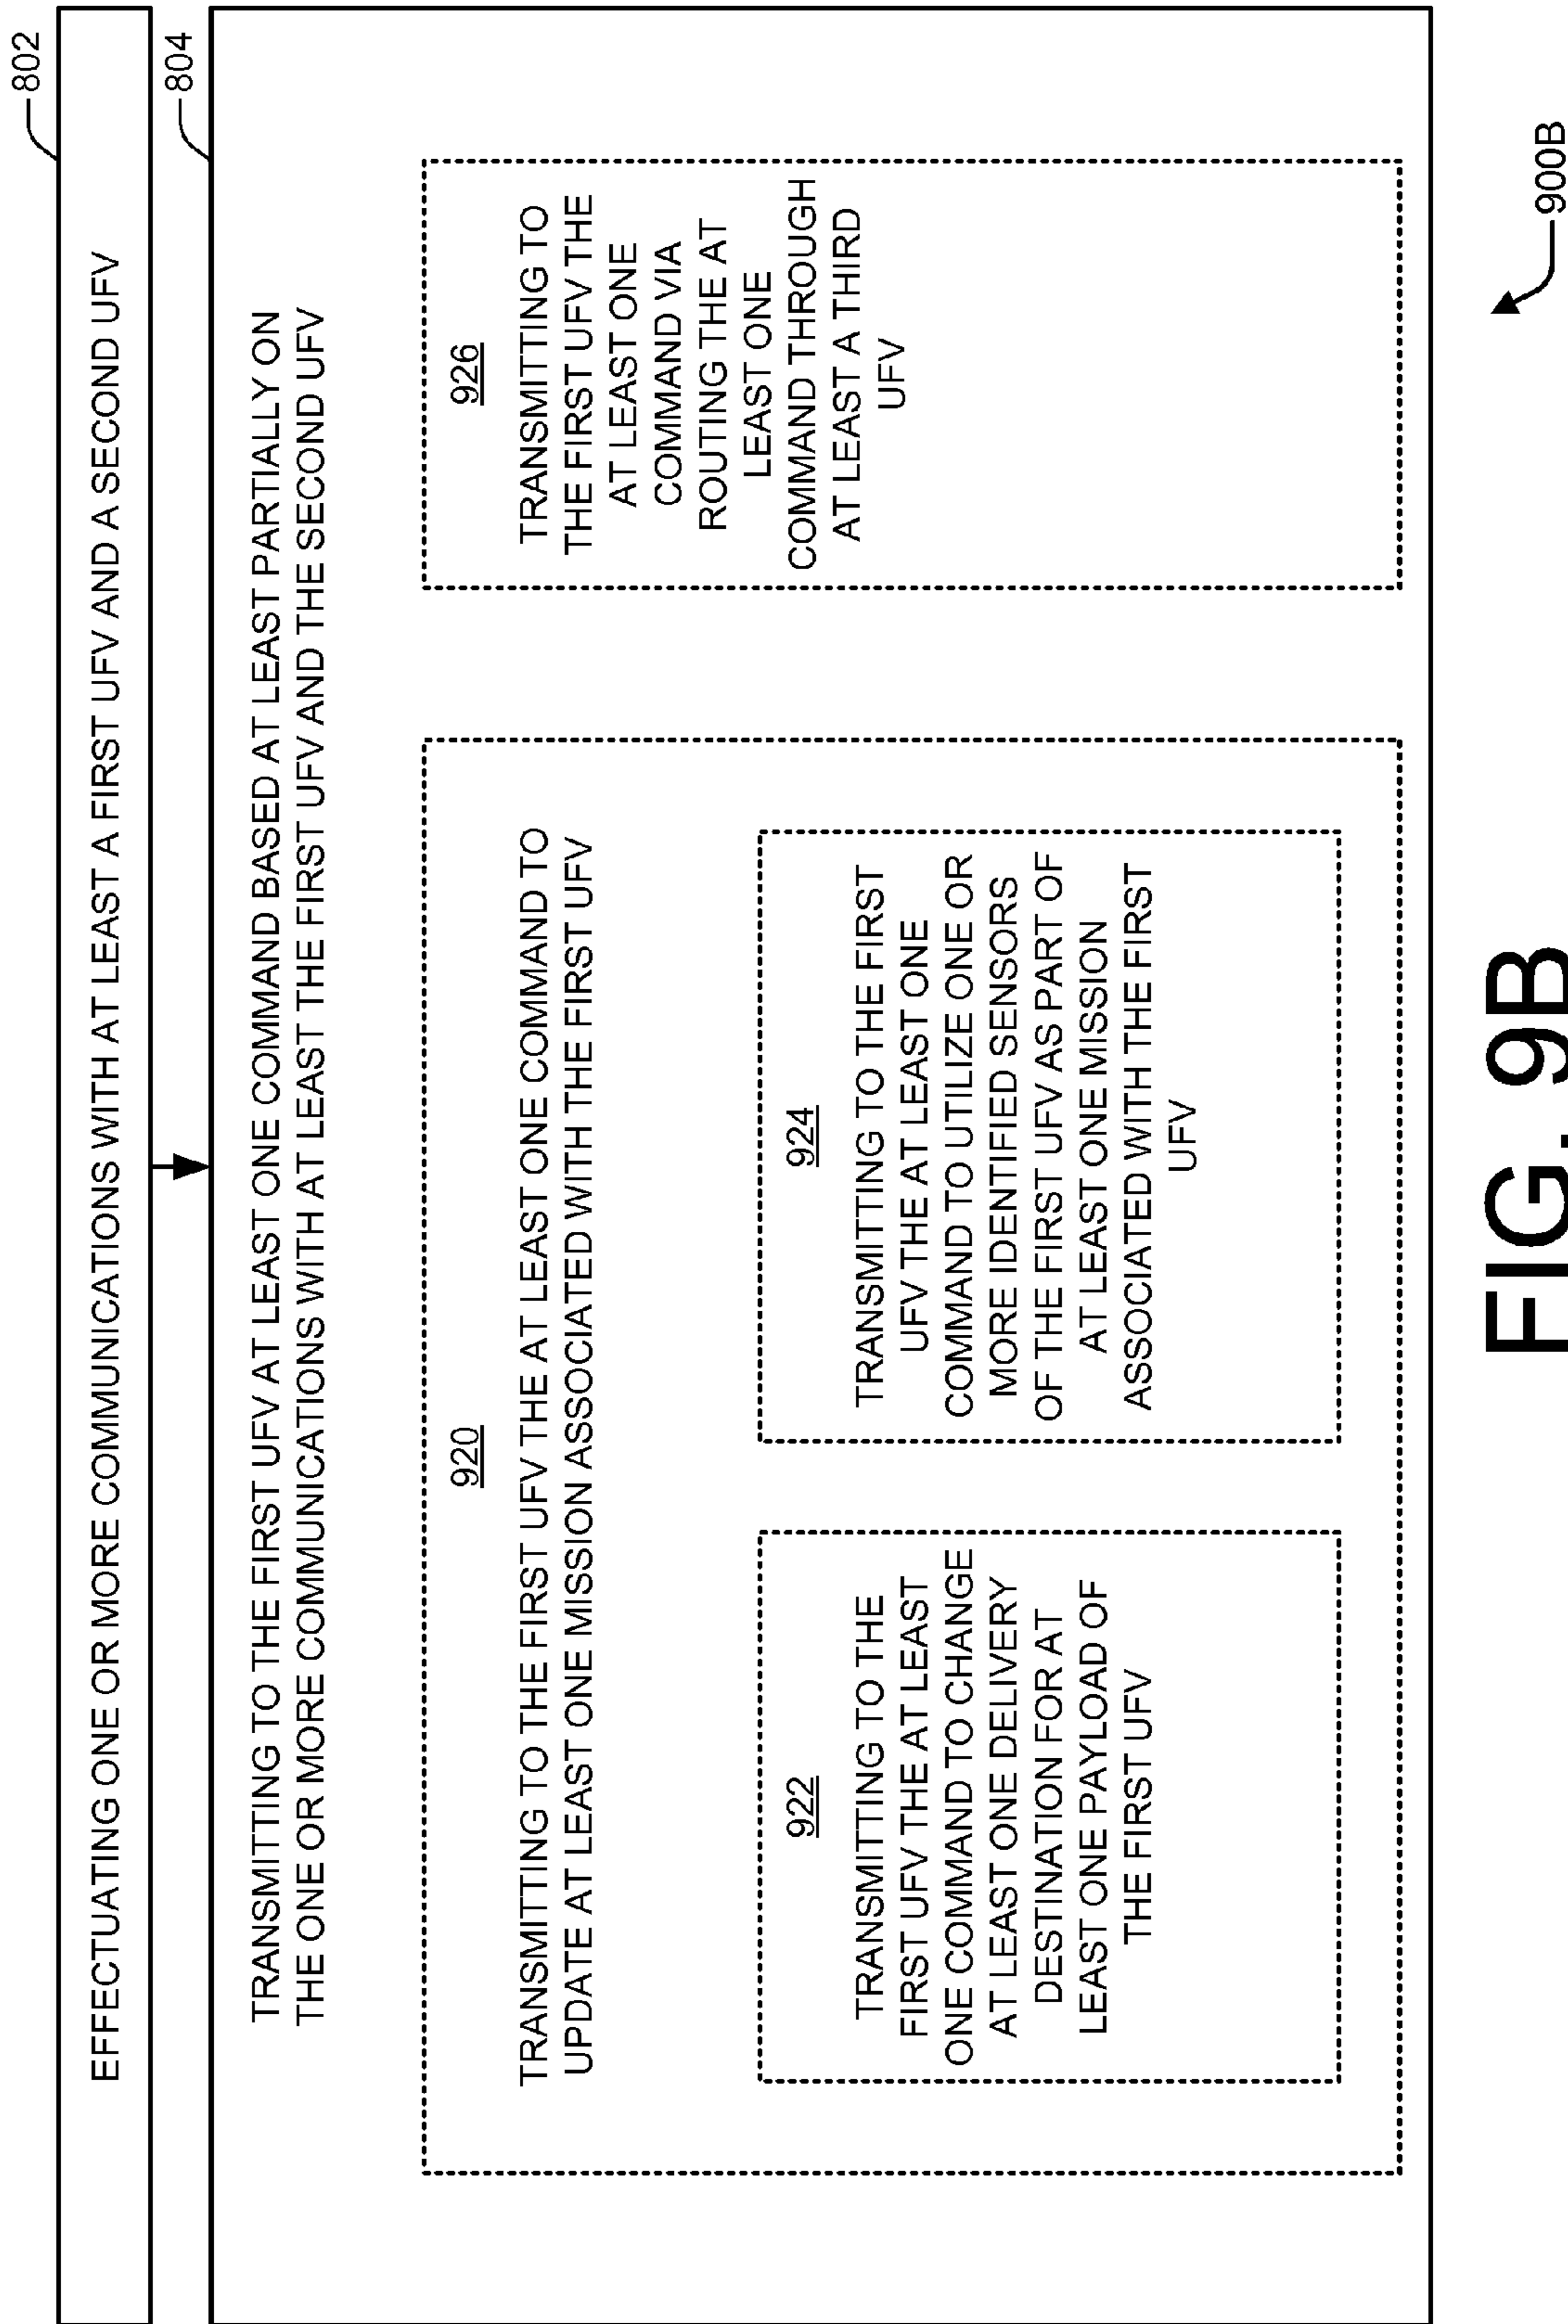 802
EFFECTUATING ONE OR MORE COMMUNICATIONS WITH AT LEAST A FIRST UFV AND A SECOND UFV
804
TRANSMITTING TO THE FIRST UFV AT LEAST ONE COMMAND BASED AT LEAST PARTIALLY ON
THE ONE OR MORE COMMUNICATIONS WITH AT LEAST THE FIRST UFV AND THE SECOND UFV
920
TRANSMITTING TO THE FIRST UFV THE AT LEAST ONE COMMAND TO
UPDATE AT LEAST ONE MISSION ASSOCIATED WITH THE FIRST UFV
922
TRANSMITTING TO THE
FIRST UFV THE AT LEAST
ONE COMMAND TO CHANGE
AT LEAST ONE DELIVERY
DESTINATION FOR AT
LEAST ONE PAYLOAD OF
THE FIRST UFV
924
TRANSMITTING TO THE FIRST
UFV THE AT LEAST ONE
COMMAND TO UTILIZE ONE OR
MORE IDENTIFIED SENSORS
OF THE FIRST UFV AS PART OF
AT LEAST ONE MISSION
ASSOCIATED WITH THE FIRST
UFV
926
TRANSMITTING TO
THE FIRST UFV THE
AT LEAST ONE
COMMAND VIA
ROUTING THE AT
LEAST ONE
COMMAND THROUGH
AT LEAST A THIRD
UFV
900B
FIG. 9B